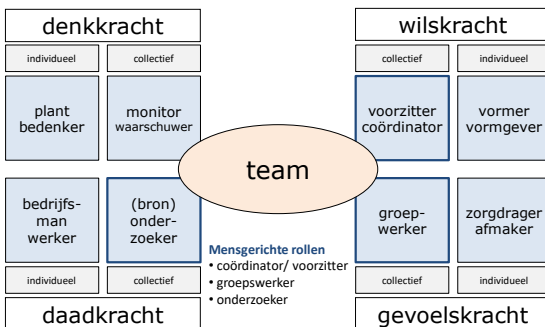 denkkracht
individueel
collectief
plant
bedenker
monitor
waarschuwer
wilskracht
collectief
individueel
voorzitter
coördinator
vormer
vormgever
team
bedrijfs-
man
werker
(bron)
onder-
zoeker
individueel
collectief
daadkracht
Mensgerichte rollen
• coördinator/ voorzitter
• groepswerker
• onderzoeker
groep-
werker
zorgdrager
afmaker
collectief
individueel
gevoelskracht